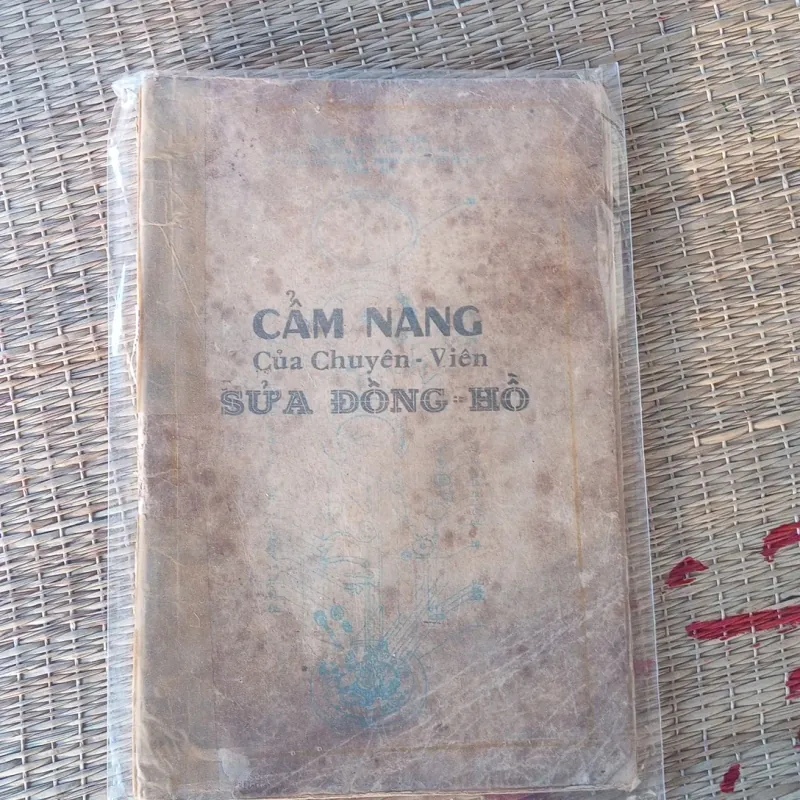 CẨM NANG
Của Chuyên - Viên
SỬA ĐỒNG - HỒ